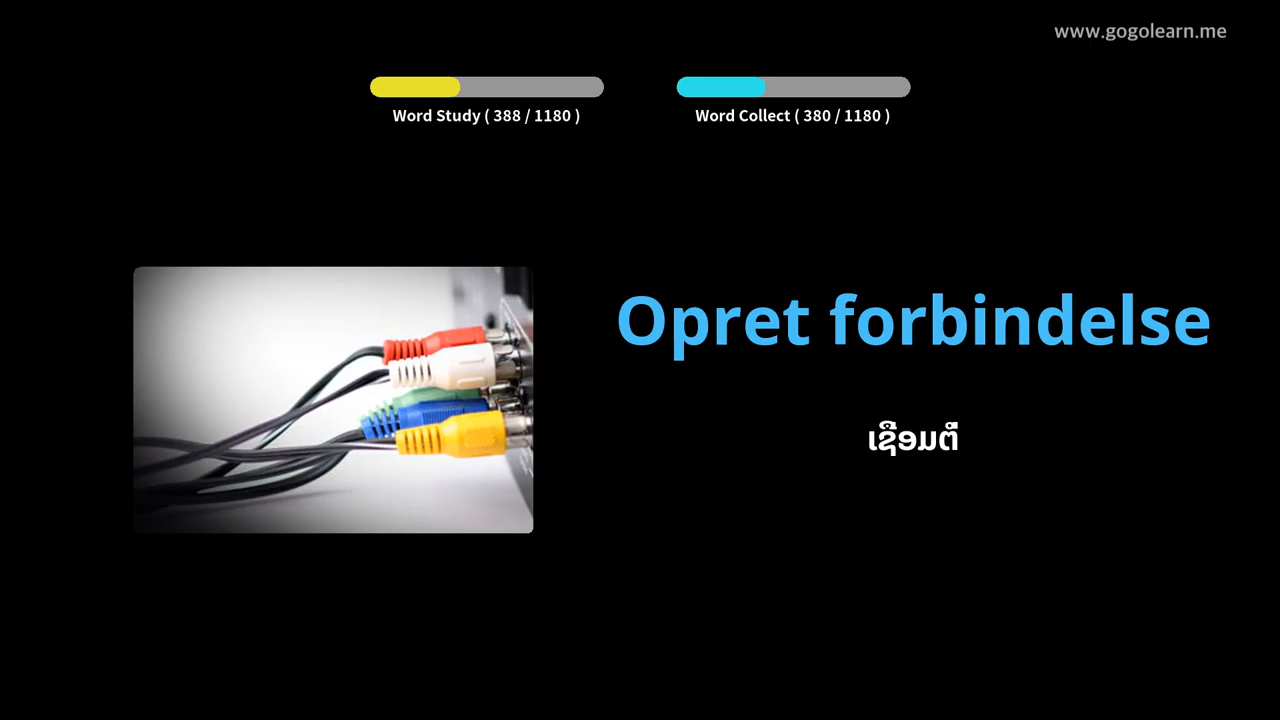 www.gogolearn.me
Word Study ( 388 / 1180 )
Word Collect ( 380 / 1180 )
Opret forbindelse
ເຊື່ອມຕໍ່